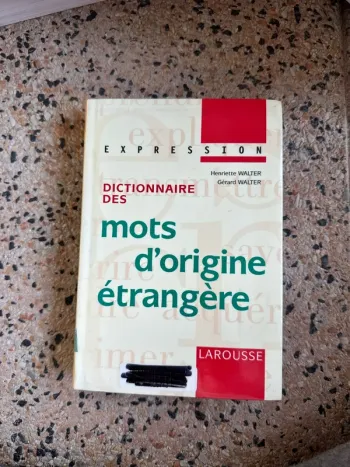 EXPRESSION
Henriette WALTER
Gérard WALTER
DICTIONNAIRE
DES
mots
d'origine
étrangère
LAROUSSE